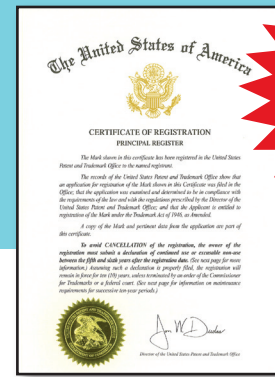 The United States of America
CERTIFICATE OF REGISTRATION
PRINCIPAL REGISTER
The Mark shown in this certificate has been registered in the United States
Patent and Trademark Office to the named registrant.
The records of the United States Patent and Trademark Office show that
an application for registration of the Mark shown in this Certificate was filed in the
Office; that the application was examined and determined to be in compliance with
the requirements of the law and with the regulations prescribed by the Director of the
United States Patent and Trademark Office; and that the Applicant is entitled to
registration of the Mark under the Trademark Act of 1946, as Amended.
A copy of the Mark and pertinent data from the application are part of
this certificate.
To avoid CANCELLATION of the registration, the owner of the
registration must submit a declaration of continued use or excusable non-use
between the fifth and sixth years after the registration date. (See next page for more
information.) Assuming such a declaration is properly filed, the registration will
remain in force for ten (10) years, unless terminated by an order of the Commissioner
for Trademarks or a federal court. (See next page for information on maintenance
requirements for successive ten-year periods.)
Jon W Dudas
Director of the United States Patent and Trademark Office